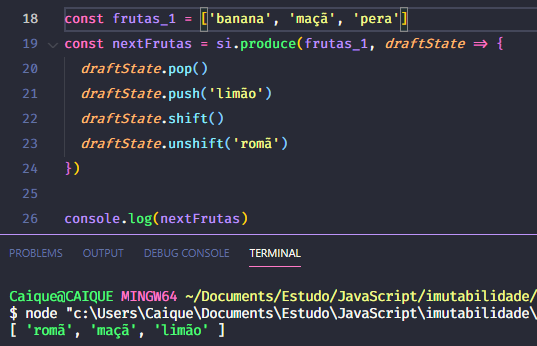 18 const frutas_1 = ['banana', 'maçã', 'pera']
19 const nextFrutas = si.produce(frutas_1, draftState => {
20 draftState.pop()
21 draftState.push('limão')
22 draftState.shift()
23 draftState.unshift('romã')
24 })
25
26 console.log(nextFrutas)
PROBLEMS OUTPUT DEBUG CONSOLE TERMINAL
Caique@CAIQUE MINGW64 ~/Documents/Estudo/JavaScript/imutabilidade/
$ node "c:\Users\Caique\Documents\Estudo\JavaScript\imutabilidade\
[ 'romã', 'maçã', 'limão' ]